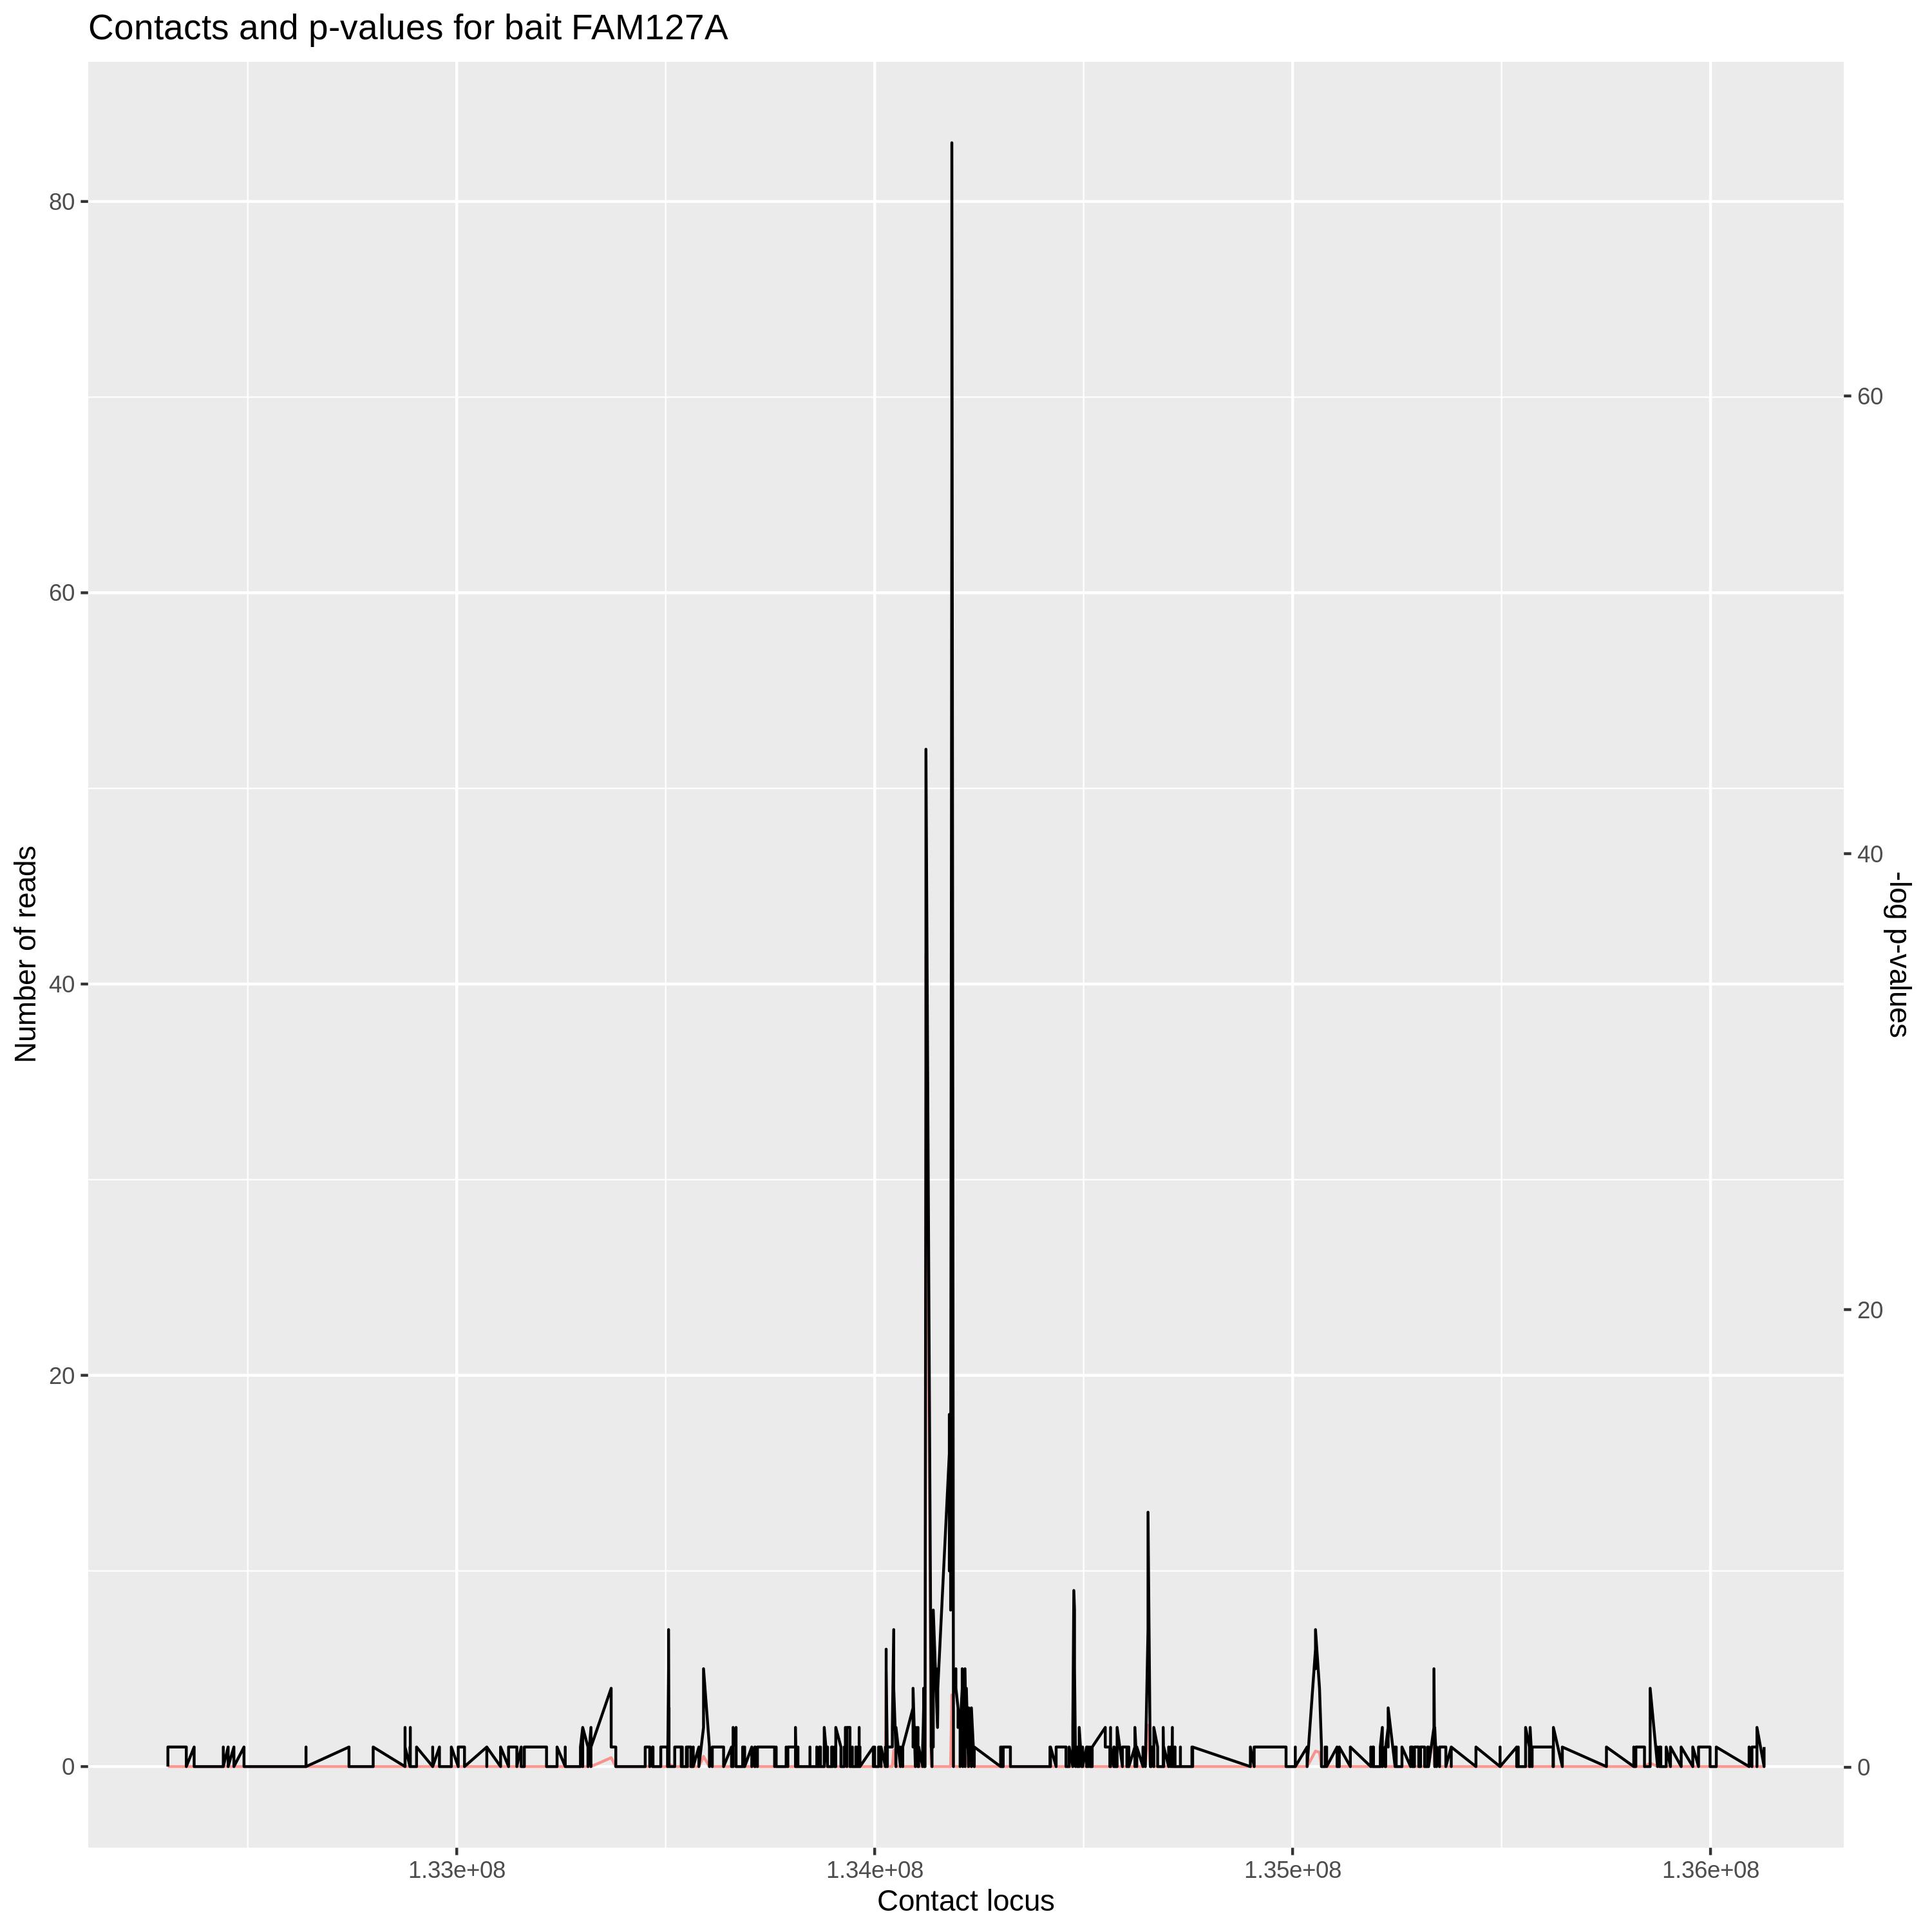 Contacts and p-values for bait FAM127A
80
60
40
20
0
Number of reads
60
40
20
0
-log p-values
1.33e+08
1.34e+08
1.35e+08
1.36e+08
Contact locus